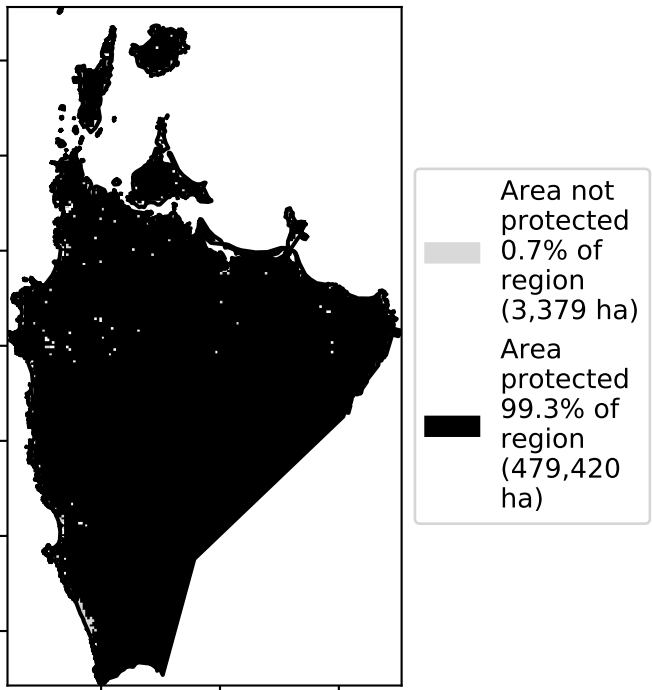 Area not
protected
0.7% of
region
(3,379 ha)
Area
protected
99.3% of
region
(479,420
ha)